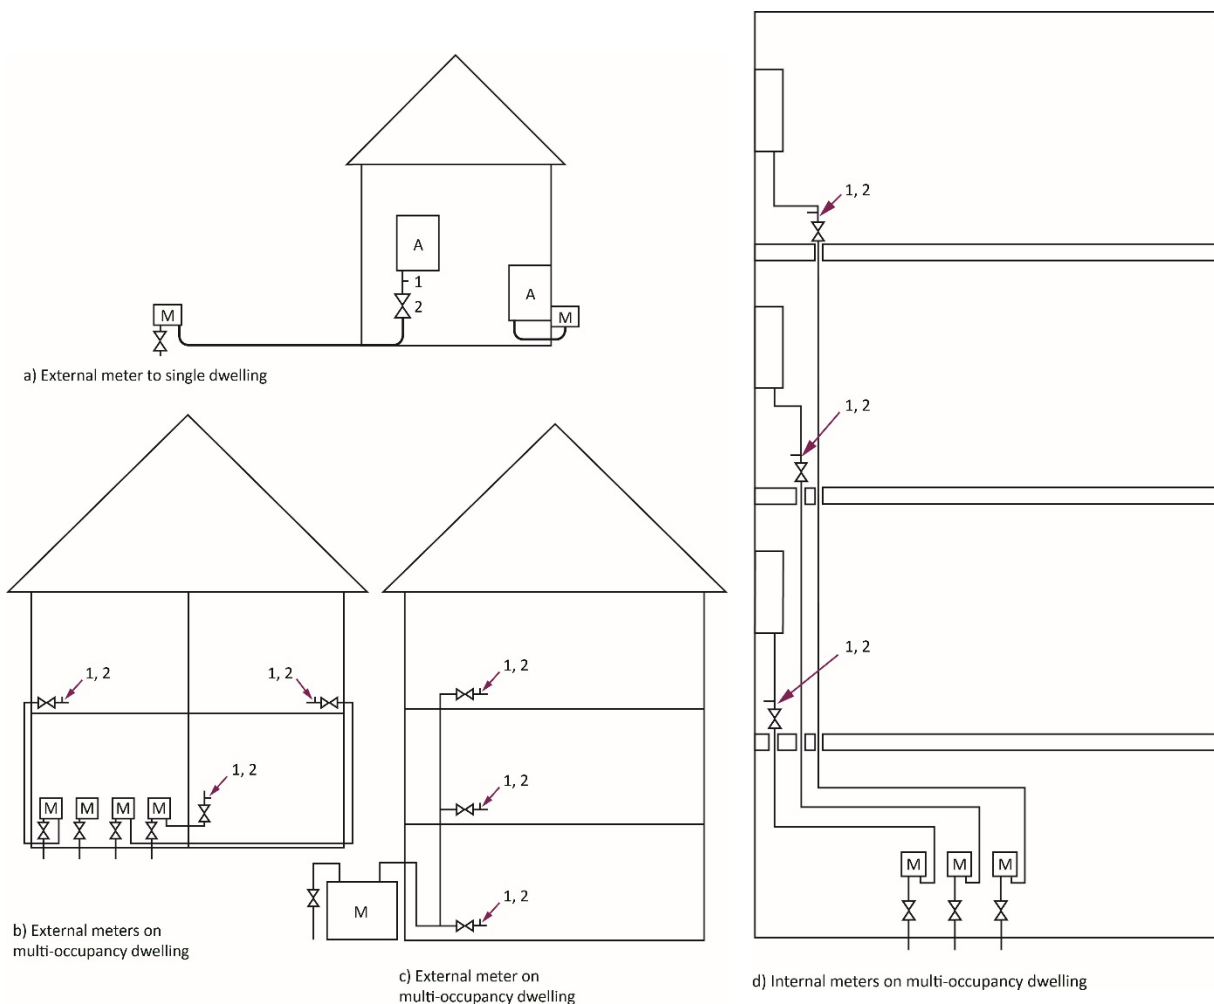 A
1
2
A
M
M
a) External meter to single dwelling
1, 2
1, 2
1, 2
M
M
M
M
b) External meters on
multi-occupancy dwelling
1, 2
1, 2
1, 2
M
c) External meter on
multi-occupancy dwelling
1, 2
1, 2
1, 2
M
M
M
d) Internal meters on multi-occupancy dwelling